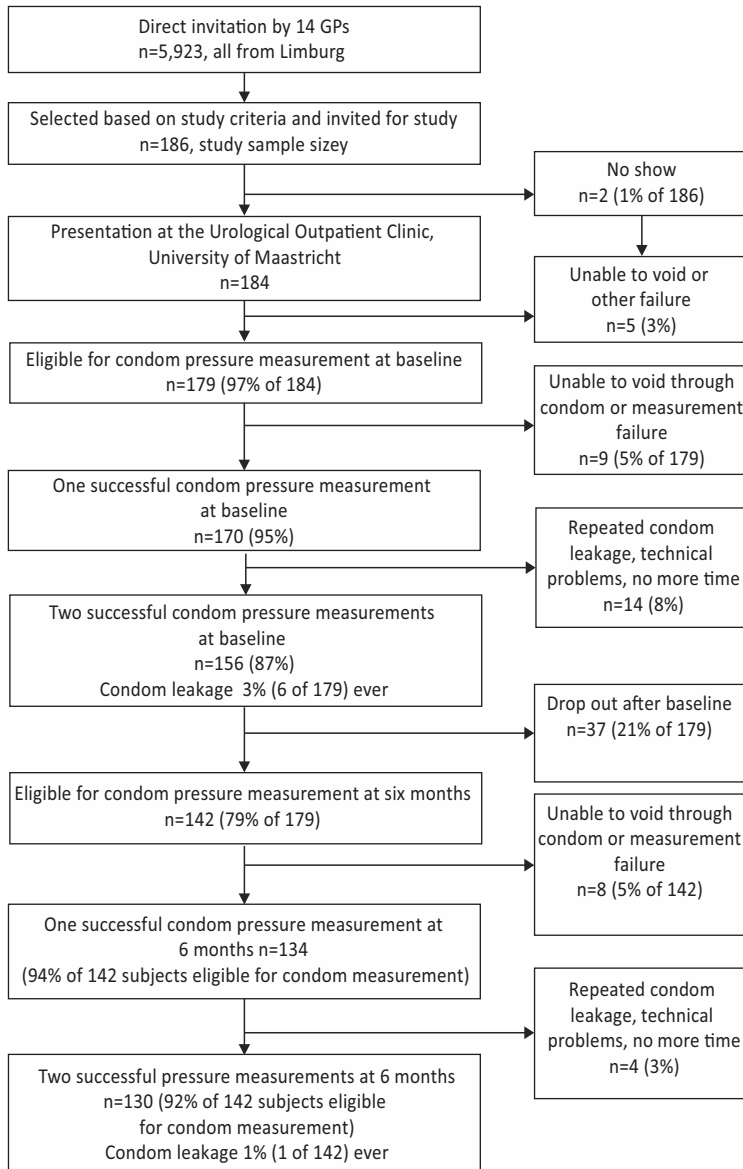 Direct invitation by 14 GPs
n=5,923, all from Limburg
Selected based on study criteria and invited for study
n=186, study sample sizey
No show
n=2 (1% of 186)
Presentation at the Urological Outpatient Clinic,
University of Maastricht
n=184
Unable to void or
other failure
n=5 (3%)
Eligible for condom pressure measurement at baseline
n=179 (97% of 184)
Unable to void through
condom or measurement
failure
n=9 (5% of 179)
One successful condom pressure measurement
at baseline
n=170 (95%)
Repeated condom
leakage, technical
problems, no more time
n=14 (8%)
Two successful condom pressure measurements
at baseline
n=156 (87%)
Condom leakage 3% (6 of 179) ever
Drop out after baseline
n=37 (21% of 179)
Eligible for condom pressure measurement at six months
n=142 (79% of 179)
Unable to void through
condom or measurement
failure
n=8 (5% of 142)
One successful condom pressure measurement at
6 months n=134
(94% of 142 subjects eligible for condom measurement)
Repeated condom
leakage, technical
problems, no more time
n=4 (3%)
Two successful pressure measurements at 6 months
n=130 (92% of 142 subjects eligible
for condom measurement)
Condom leakage 1% (1 of 142) ever